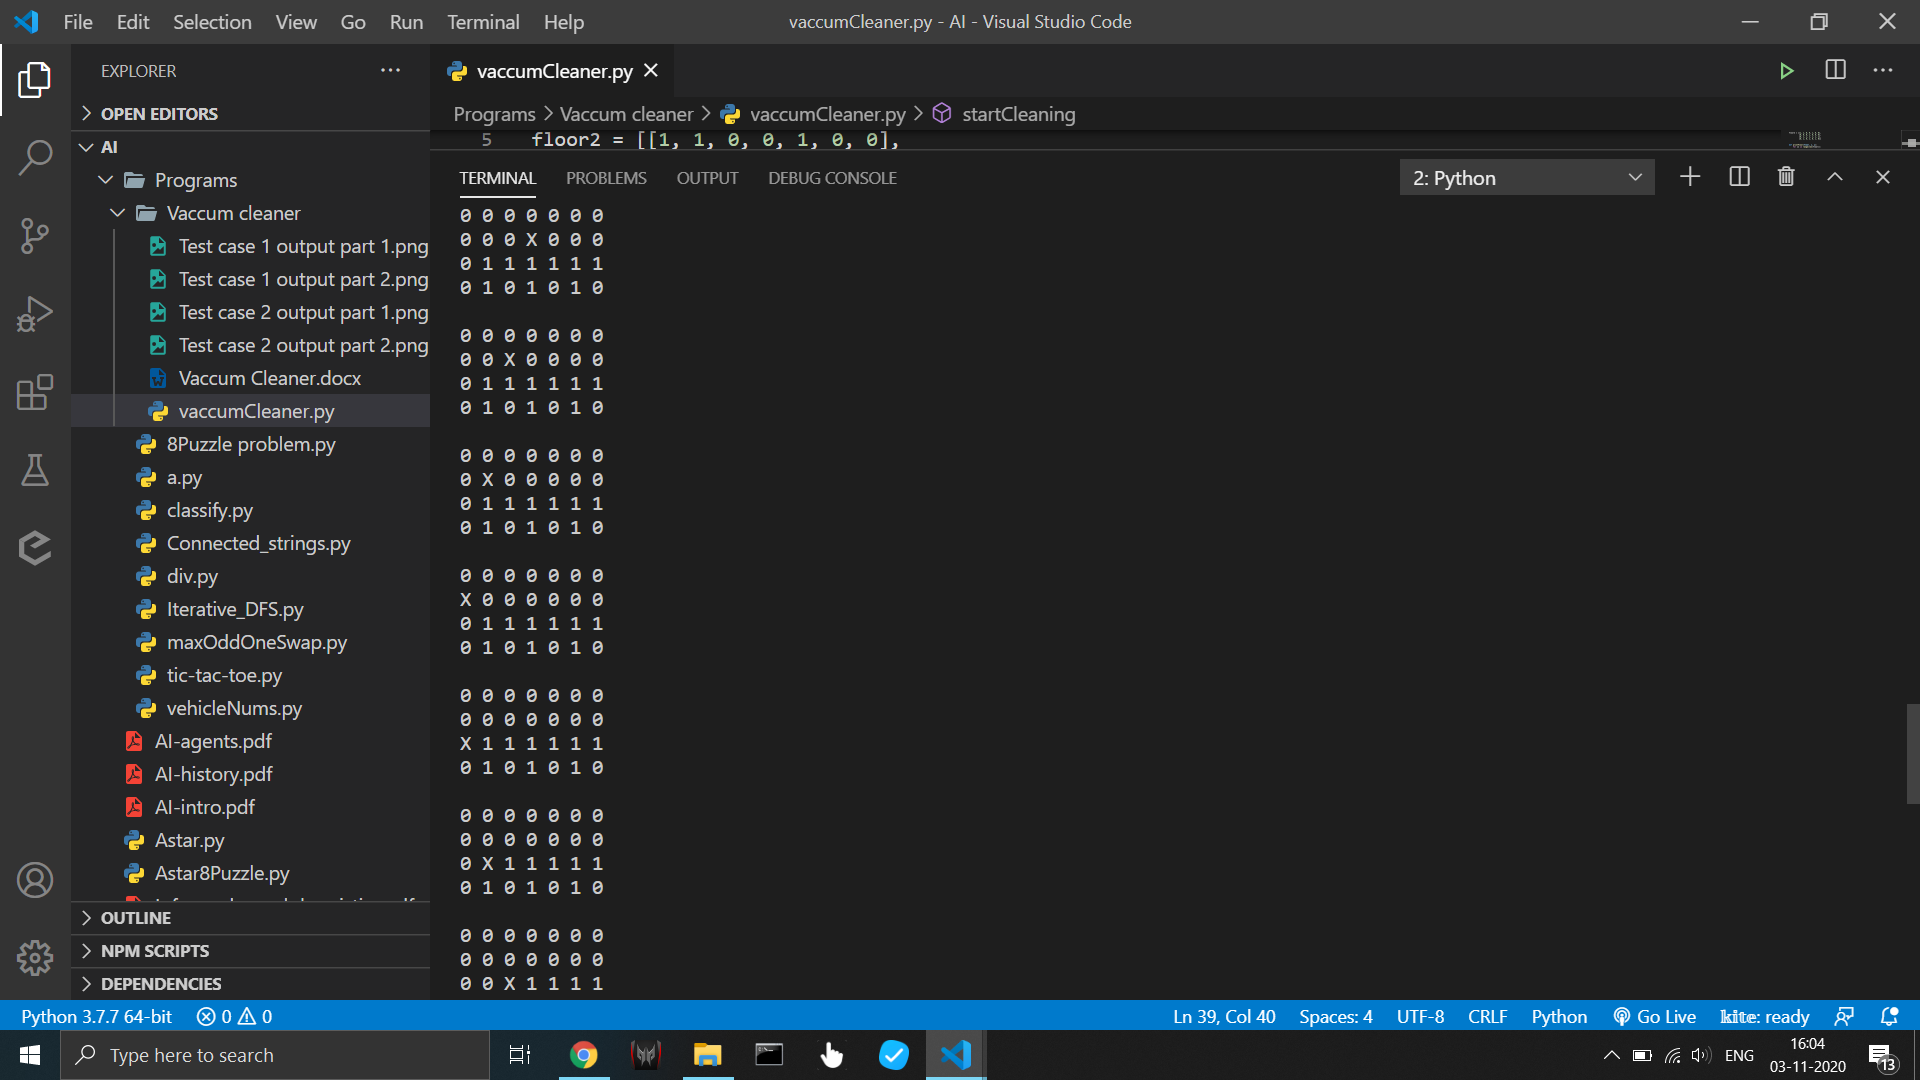 File Edit Selection View Go Run Terminal Help
vaccumCleaner.py - AI - Visual Studio Code
EXPLORER
OPEN EDITORS
AI
Programs
Vaccum cleaner
Test case 1 output part 1.png
Test case 1 output part 2.png
Test case 2 output part 1.png
Test case 2 output part 2.png
Vaccum Cleaner.docx
vaccumCleaner.py
8Puzzle problem.py
a.py
classify.py
Connected_strings.py
div.py
Iterative_DFS.py
maxOddOneSwap.py
tic-tac-toe.py
vehicleNums.py
AI-agents.pdf
AI-history.pdf
AI-intro.pdf
Astar.py
Astar8Puzzle.py
OUTLINE
NPM SCRIPTS
DEPENDENCIES
vaccumCleaner.py
Programs > Vaccum cleaner > vaccumCleaner.py > startCleaning
5 floor2 = [[1, 1, 0, 0, 1, 0, 0],
TERMINAL PROBLEMS OUTPUT DEBUG CONSOLE
2: Python
0 0 0 0 0 0 0
0 0 0 X 0 0 0
0 1 1 1 1 1 1
0 1 0 1 0 1 0
0 0 0 0 0 0 0
0 0 X 0 0 0 0
0 1 1 1 1 1 1
0 1 0 1 0 1 0
0 0 0 0 0 0 0
0 X 0 0 0 0 0
0 1 1 1 1 1 1
0 1 0 1 0 1 0
0 0 0 0 0 0 0
X 0 0 0 0 0 0
0 1 1 1 1 1 1
0 1 0 1 0 1 0
0 0 0 0 0 0 0
0 0 0 0 0 0 0
X 1 1 1 1 1 1
0 1 0 1 0 1 0
0 0 0 0 0 0 0
0 0 0 0 0 0 0
0 X 1 1 1 1 1
0 1 0 1 0 1 0
0 0 0 0 0 0 0
0 0 0 0 0 0 0
0 0 X 1 1 1 1
Python 3.7.7 64-bit 0 0
Ln 39, Col 40 Spaces: 4 UTF-8 CRLF Python Go Live kite: ready
Type here to search
ENG
16:04
03-11-2020
13